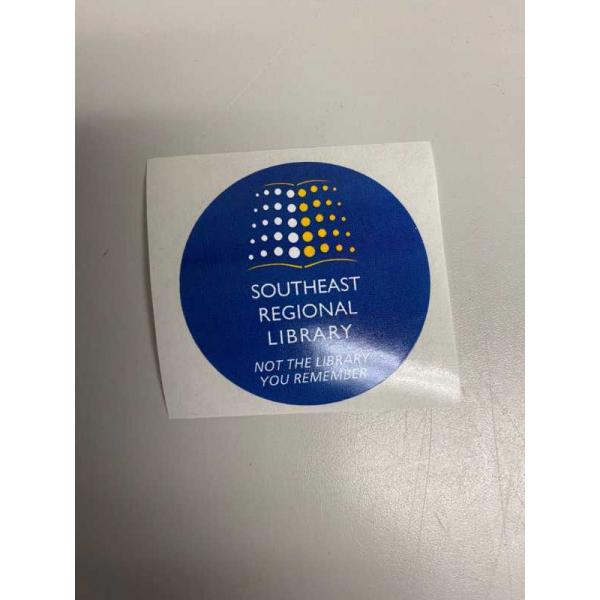 SOUTHEAST
REGIONAL
LIBRARY
NOT THE LIBRARY
YOU REMEMBER